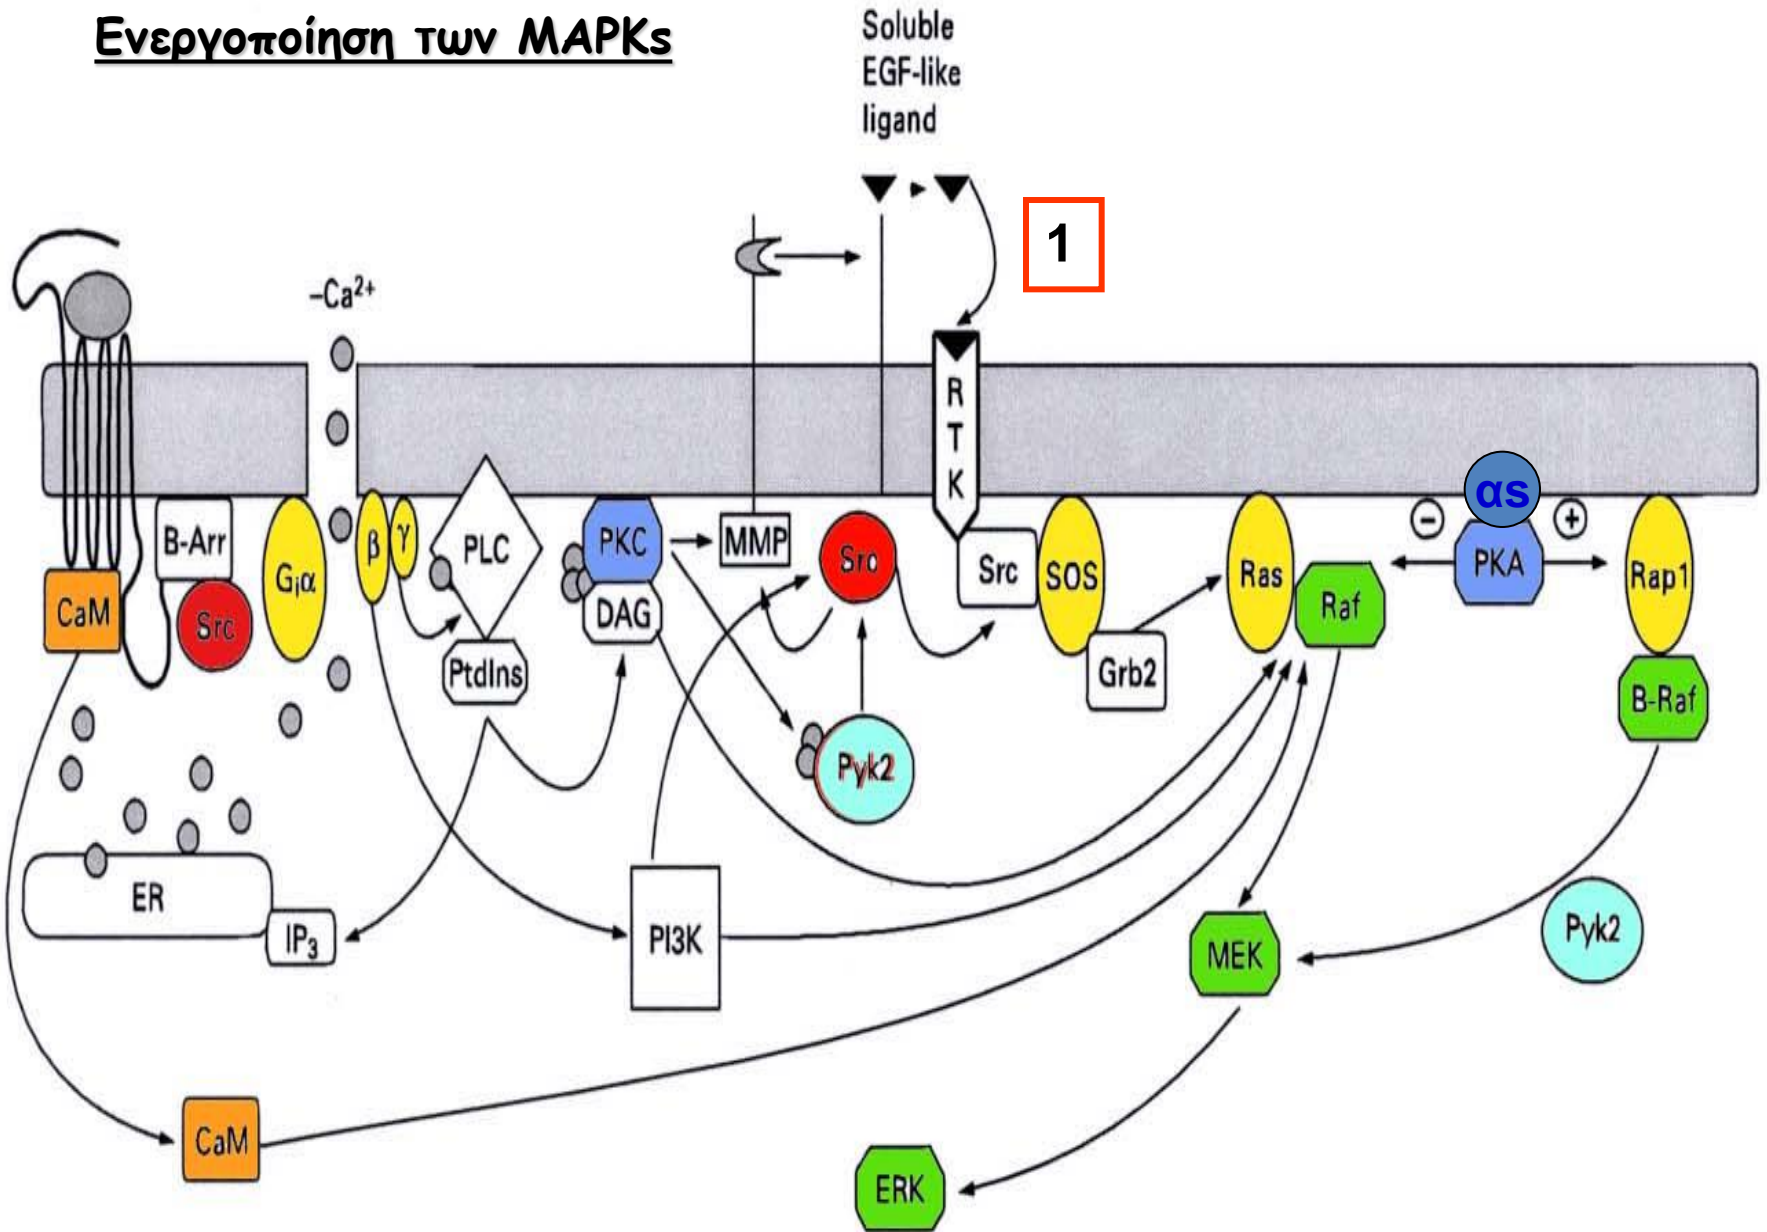 Ενεργοποίηση των MAPKs
Soluble
EGF-like
ligand
1
–Ca²⁺
R
T
K
αs
B-Arr
Giα
β
γ
PLC
PKC
MMP
Src
Src
SOS
Ras
Raf
−
PKA
+
Rap1
CaM
Src
DAG
PtdIns
Grb2
B-Raf
Pyk2
ER
IP₃
PI3K
MEK
Pyk2
CaM
ERK